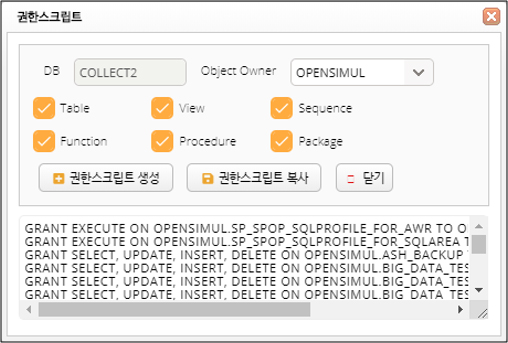 권한스크립트
DB COLLECT2 Object Owner OPENSIMUL
Table View Sequence
Function Procedure Package
권한스크립트 생성 권한스크립트 복사 닫기
GRANT EXECUTE ON OPENSIMUL.SP_SPOP_SQLPROFILE_FOR_AWR TO O
GRANT EXECUTE ON OPENSIMUL.SP_SPOP_SQLPROFILE_FOR_SQLAREA T
GRANT SELECT, UPDATE, INSERT, DELETE ON OPENSIMUL.ASH_BACKUP
GRANT SELECT, UPDATE, INSERT, DELETE ON OPENSIMUL.BIG_DATA_TES
GRANT SELECT, UPDATE, INSERT, DELETE ON OPENSIMUL.BIG_DATA_TES
GRANT SELECT, UPDATE, INSERT, DELETE ON OPENSIMUL.BIG_DATA_TES